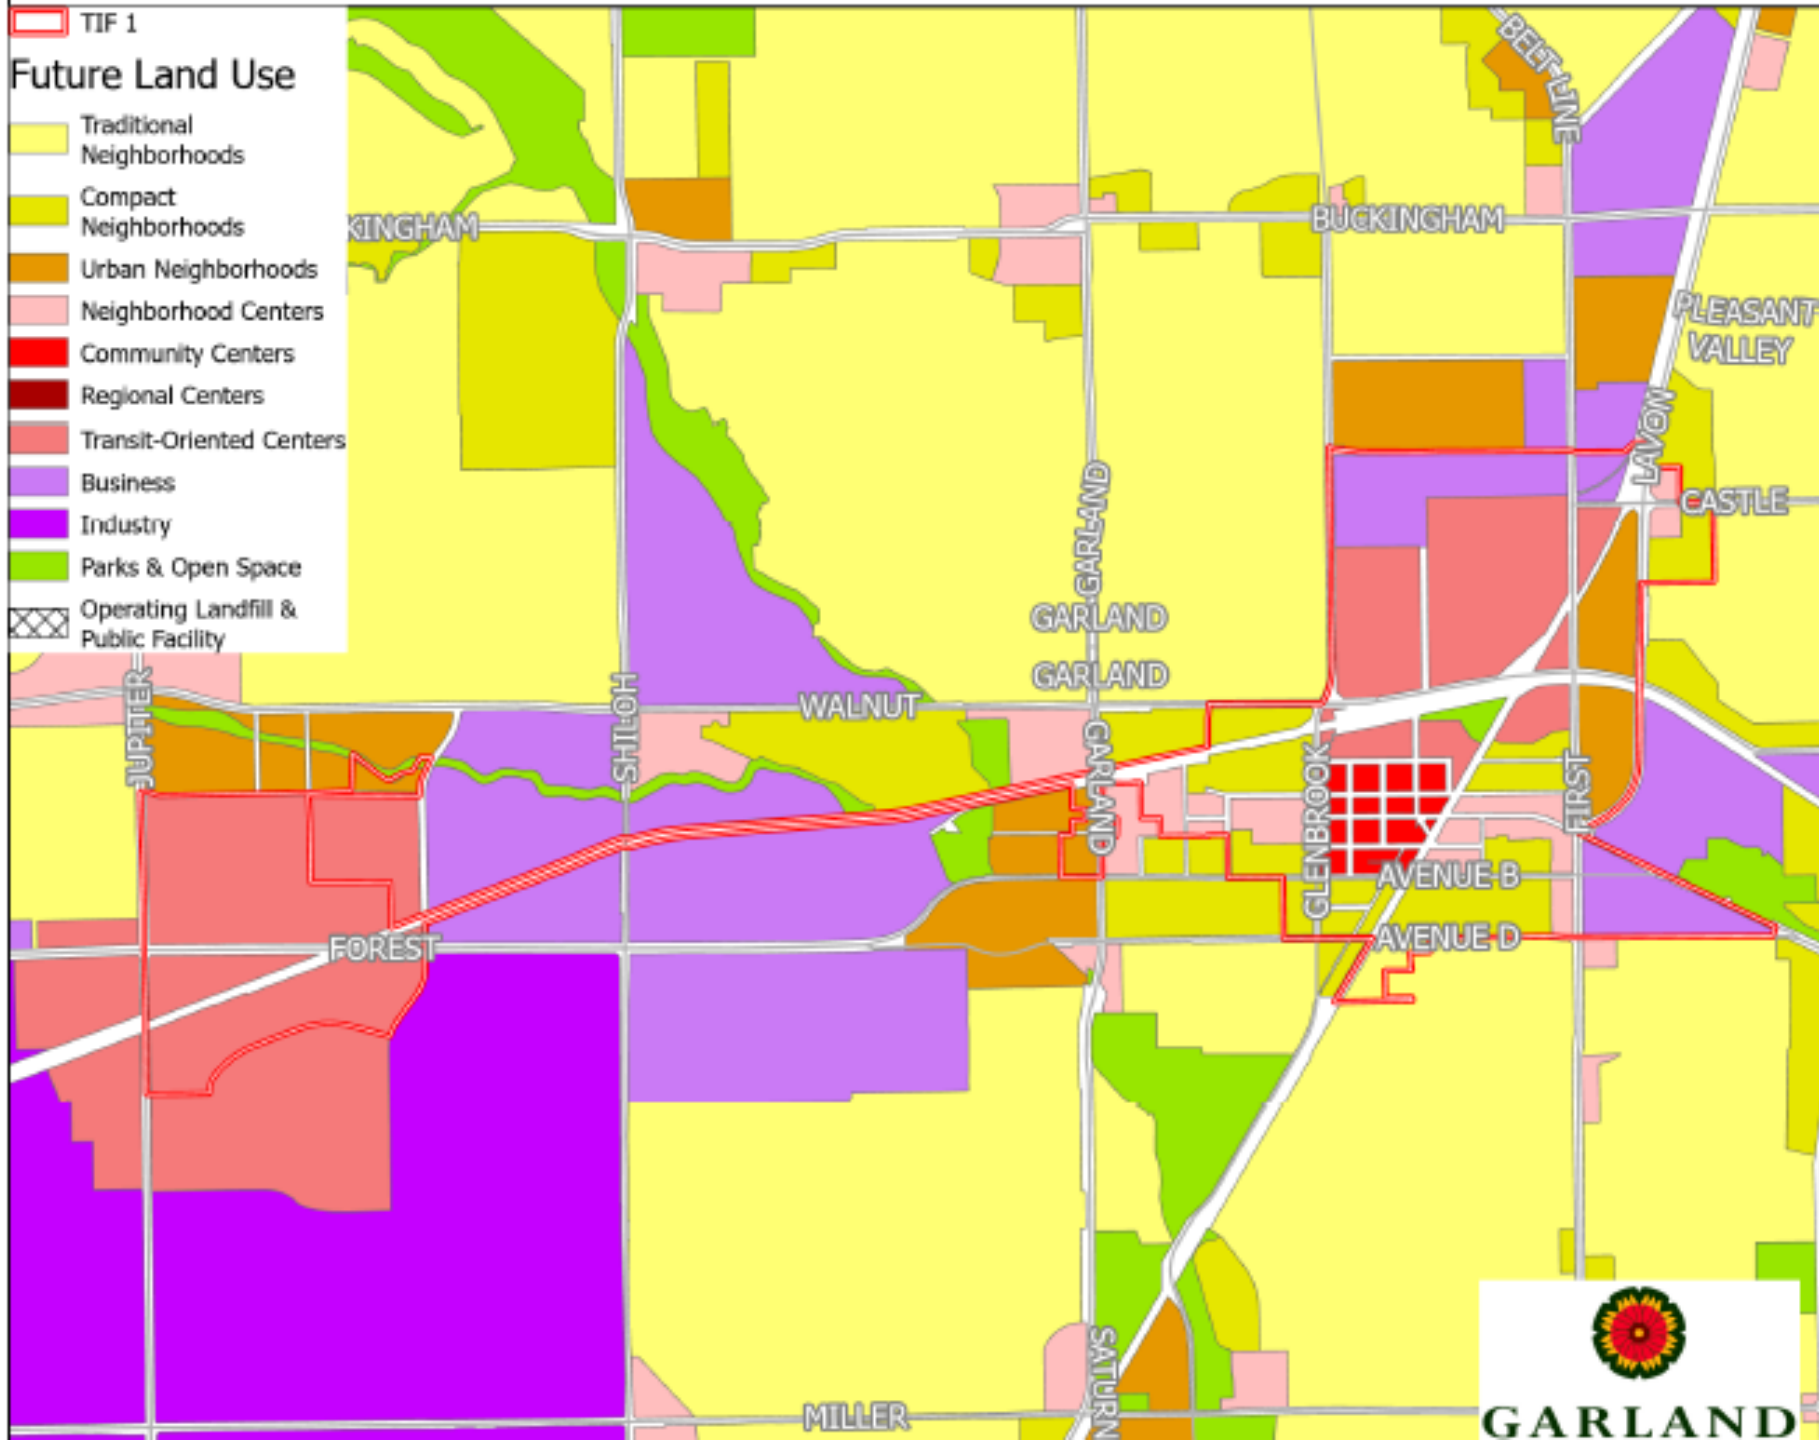 TIF 1
Future Land Use
Traditional
Neighborhoods
Compact
Neighborhoods
Urban Neighborhoods
Neighborhood Centers
Community Centers
Regional Centers
Transit-Oriented Centers
Business
Industry
Parks & Open Space
Operating Landfill &
Public Facility
BELT LINE
KINGHAM
BUCKINGHAM
PLEASANT
VALLEY
LAVON
CASTLE
GARLAND
GARLAND
GARLAND
WALNUT
JUPITER
SHILOH
GARLAND
GLENBROOK
FIRST
AVENUE B
AVENUE D
FOREST
SATURN
MILLER
GARLAND